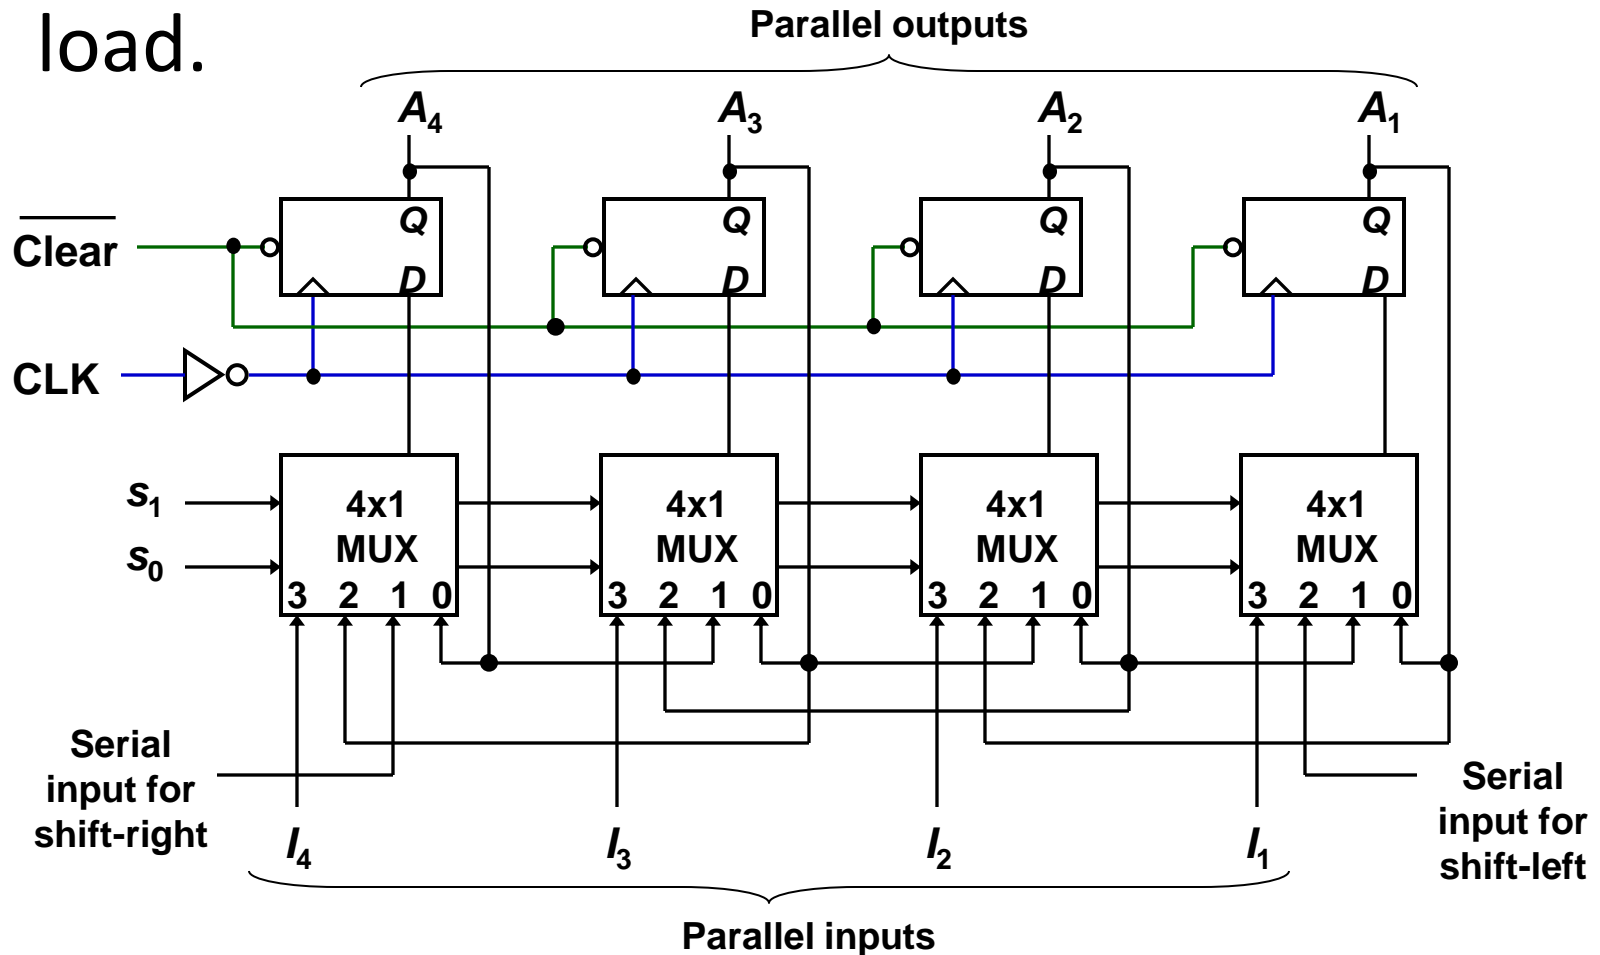 load.
Parallel outputs
A4 A3 A2 A1
Q Q Q Q
Clear
D D D D
CLK
s1
s0
4x1 4x1 4x1 4x1
MUX MUX MUX MUX
3 2 1 0 3 2 1 0 3 2 1 0 3 2 1 0
Serial
input for
shift-right
Serial
input for
shift-left
I4 I3 I2 I1
Parallel inputs